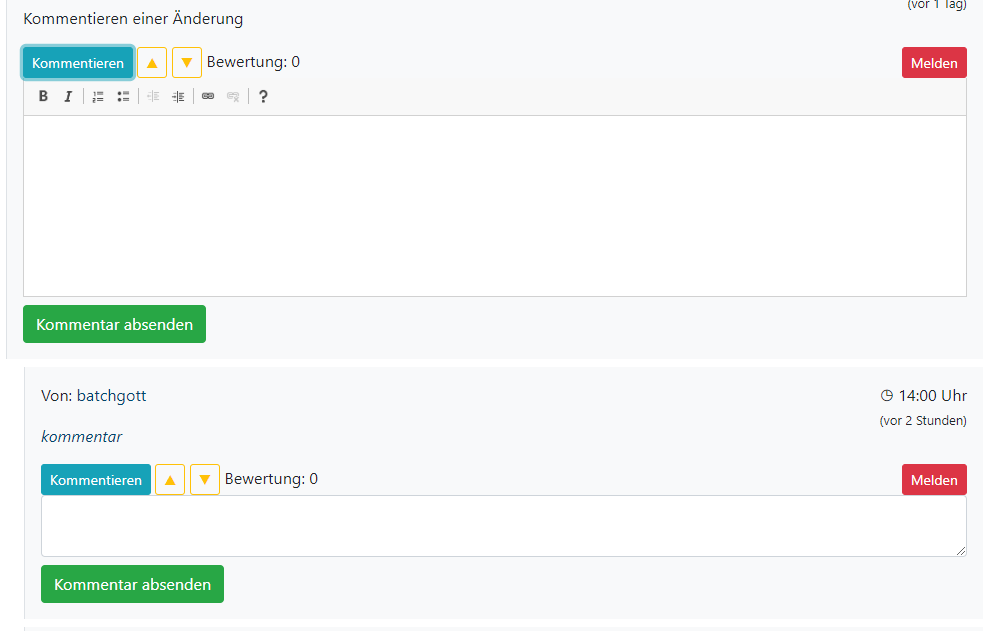 (vor 1 Tag)
Kommentieren einer Änderung
Kommentieren ▲ ▼ Bewertung: 0 Melden
B I ?
Kommentar absenden
Von: batchgott 14:00 Uhr
(vor 2 Stunden)
kommentar
Kommentieren ▲ ▼ Bewertung: 0 Melden
Kommentar absenden